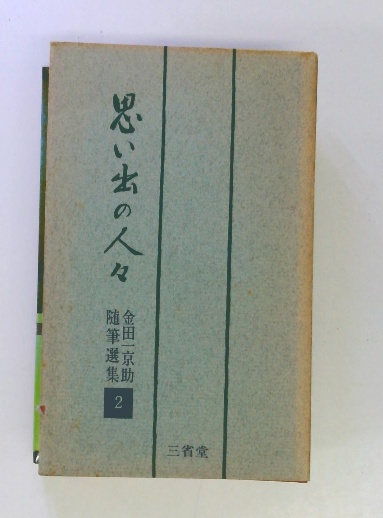 思い出の人々
金田一京助
随筆選集
2
三省堂